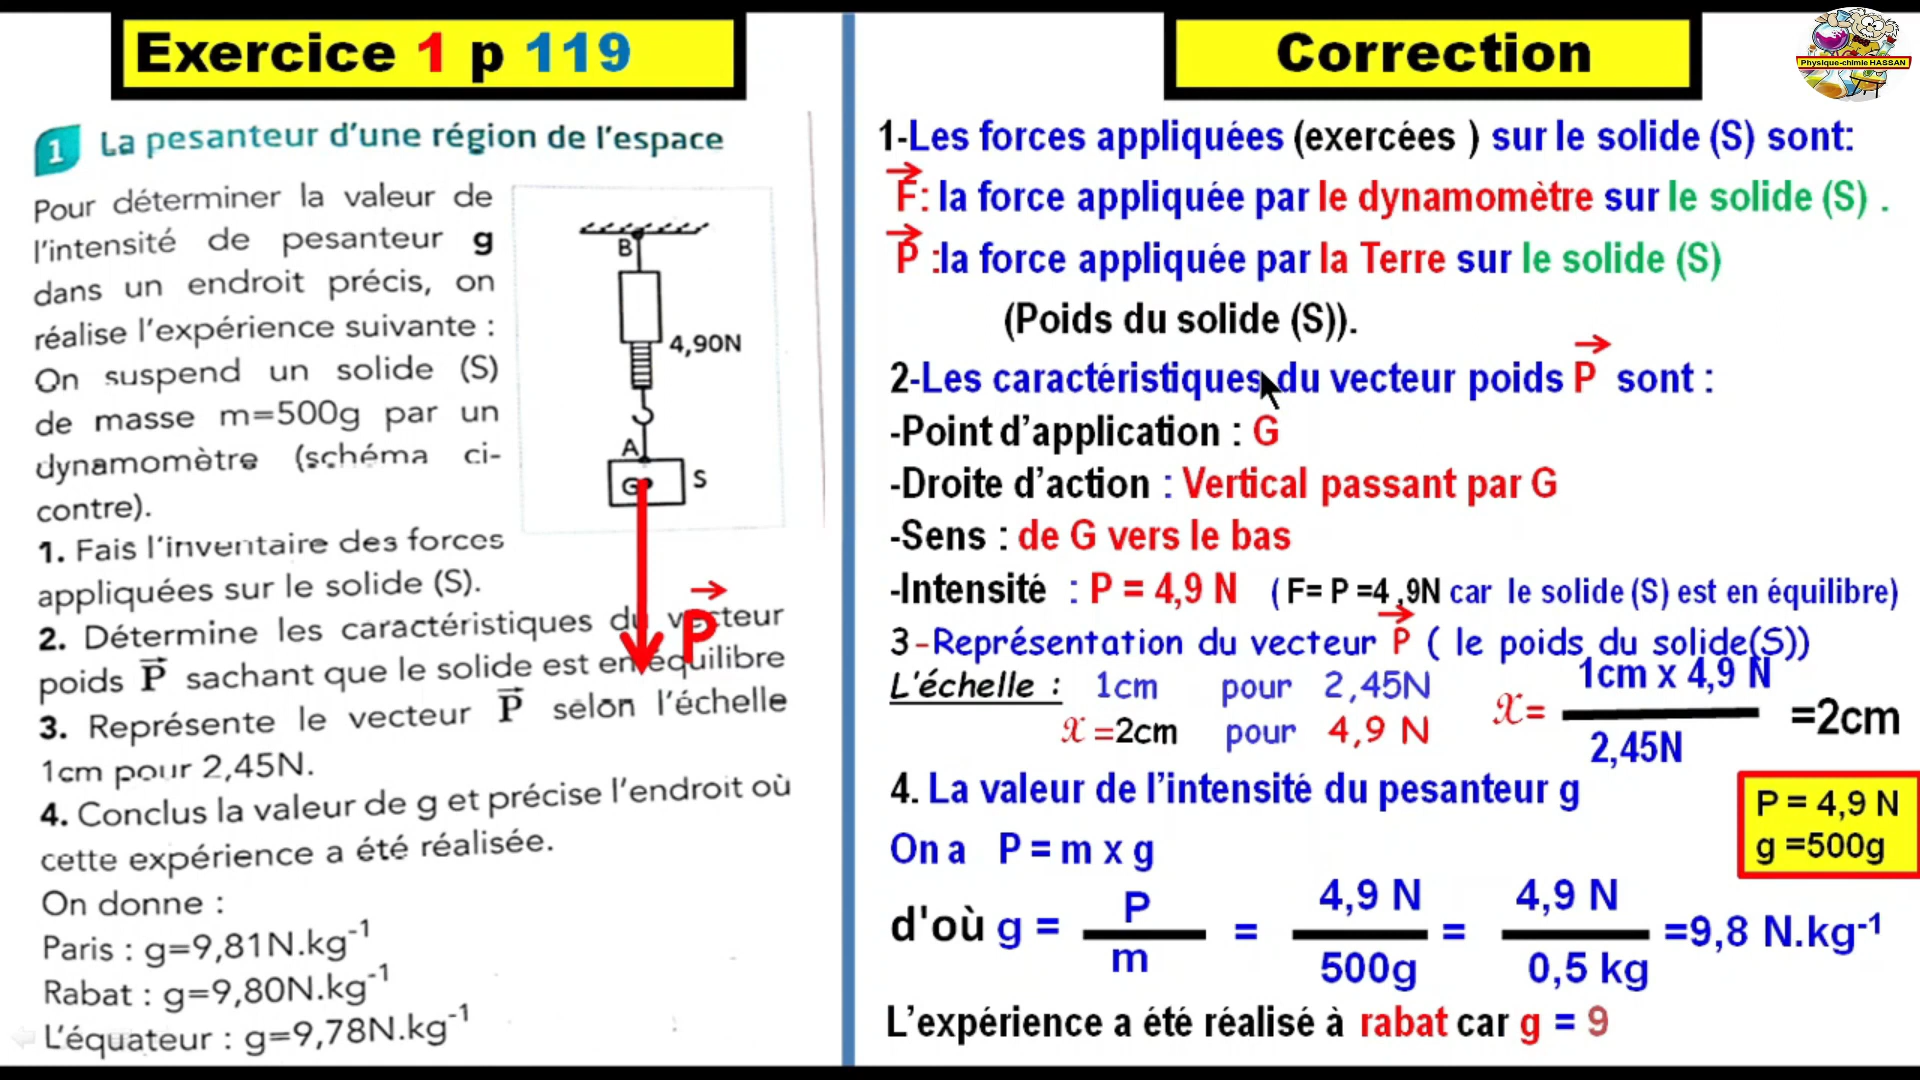 Exercice 1 p 119
1 La pesanteur d'une région de l'espace
Pour déterminer la valeur de
l'intensité de pesanteur g
dans un endroit précis, on
réalise l'expérience suivante :
On suspend un solide (S)
de masse m=500g par un
dynamomètre (schéma ci-
contre).
B
4,90N
A
G
S
1. Fais l'inventaire des forces
appliquées sur le solide (S).
2. Détermine les caractéristiques du vecteur
poids P⃗ sachant que le solide est en équilibre
3. Représente le vecteur P⃗ selon l'échelle
1cm pour 2,45N.
4. Conclus la valeur de g et précise l'endroit où
cette expérience a été réalisée.
On donne :
Paris : g=9,81N.kg⁻¹
Rabat : g=9,80N.kg⁻¹
L'équateur : g=9,78N.kg⁻¹
P⃗
Correction
Physique-chimie HASSAN
1-Les forces appliquées (exercées ) sur le solide (S) sont:
F⃗: la force appliquée par le dynamomètre sur le solide (S) .
P⃗ :la force appliquée par la Terre sur le solide (S)
(Poids du solide (S)).
2-Les caractéristiques du vecteur poids P⃗ sont :
-Point d'application : G
-Droite d'action : Vertical passant par G
-Sens : de G vers le bas
-Intensité : P = 4,9 N ( F= P =4 ,9N car le solide (S) est en équilibre)
3-Représentation du vecteur P⃗ ( le poids du solide(S))
L'échelle : 1cm pour 2,45N
x =2cm pour 4,9 N
x= 1cm x 4,9 N / 2,45N =2cm
4. La valeur de l'intensité du pesanteur g
P = 4,9 N
g =500g
On a P = m x g
d'où g = P / m = 4,9 N / 500g = 4,9 N / 0,5 kg =9,8 N.kg⁻¹
L'expérience a été réalisé à rabat car g = 9